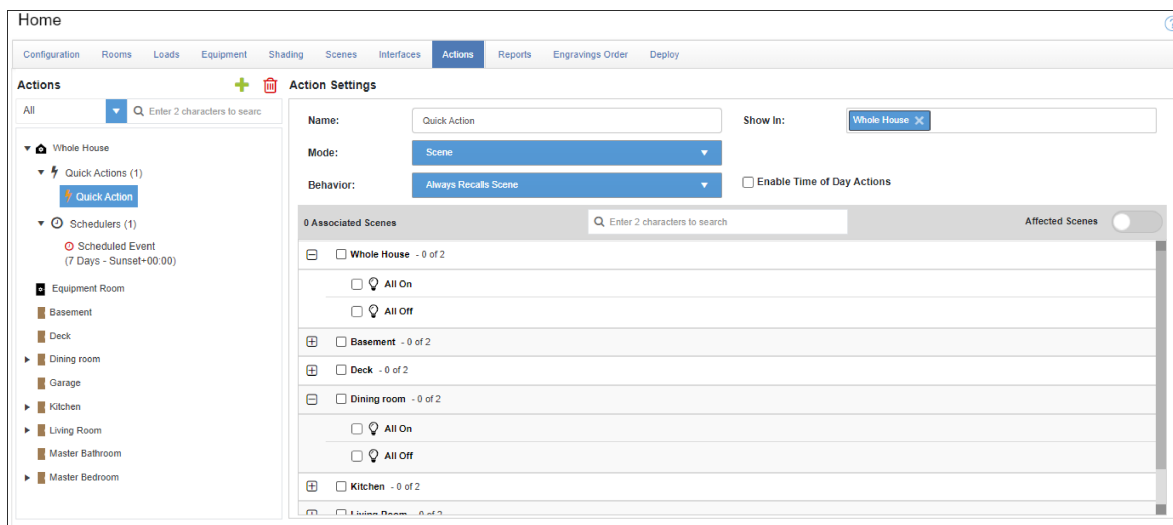 Home
Configuration Rooms Loads Equipment Shading Scenes Interfaces Actions Reports Engravings Order Deploy
Actions
All
Enter 2 characters to searc
Whole House
Quick Actions (1)
Quick Action
Schedulers (1)
Scheduled Event
(7 Days - Sunset+00:00)
Equipment Room
Basement
Deck
Dining room
Garage
Kitchen
Living Room
Master Bathroom
Master Bedroom
Action Settings
Name: Quick Action Show In: Whole House
Mode: Scene
Behavior: Always Recalls Scene Enable Time of Day Actions
0 Associated Scenes Enter 2 characters to search Affected Scenes
Whole House - 0 of 2
All On
All Off
Basement - 0 of 2
Deck - 0 of 2
Dining room - 0 of 2
All On
All Off
Kitchen - 0 of 2
Living Room - 0 of 2